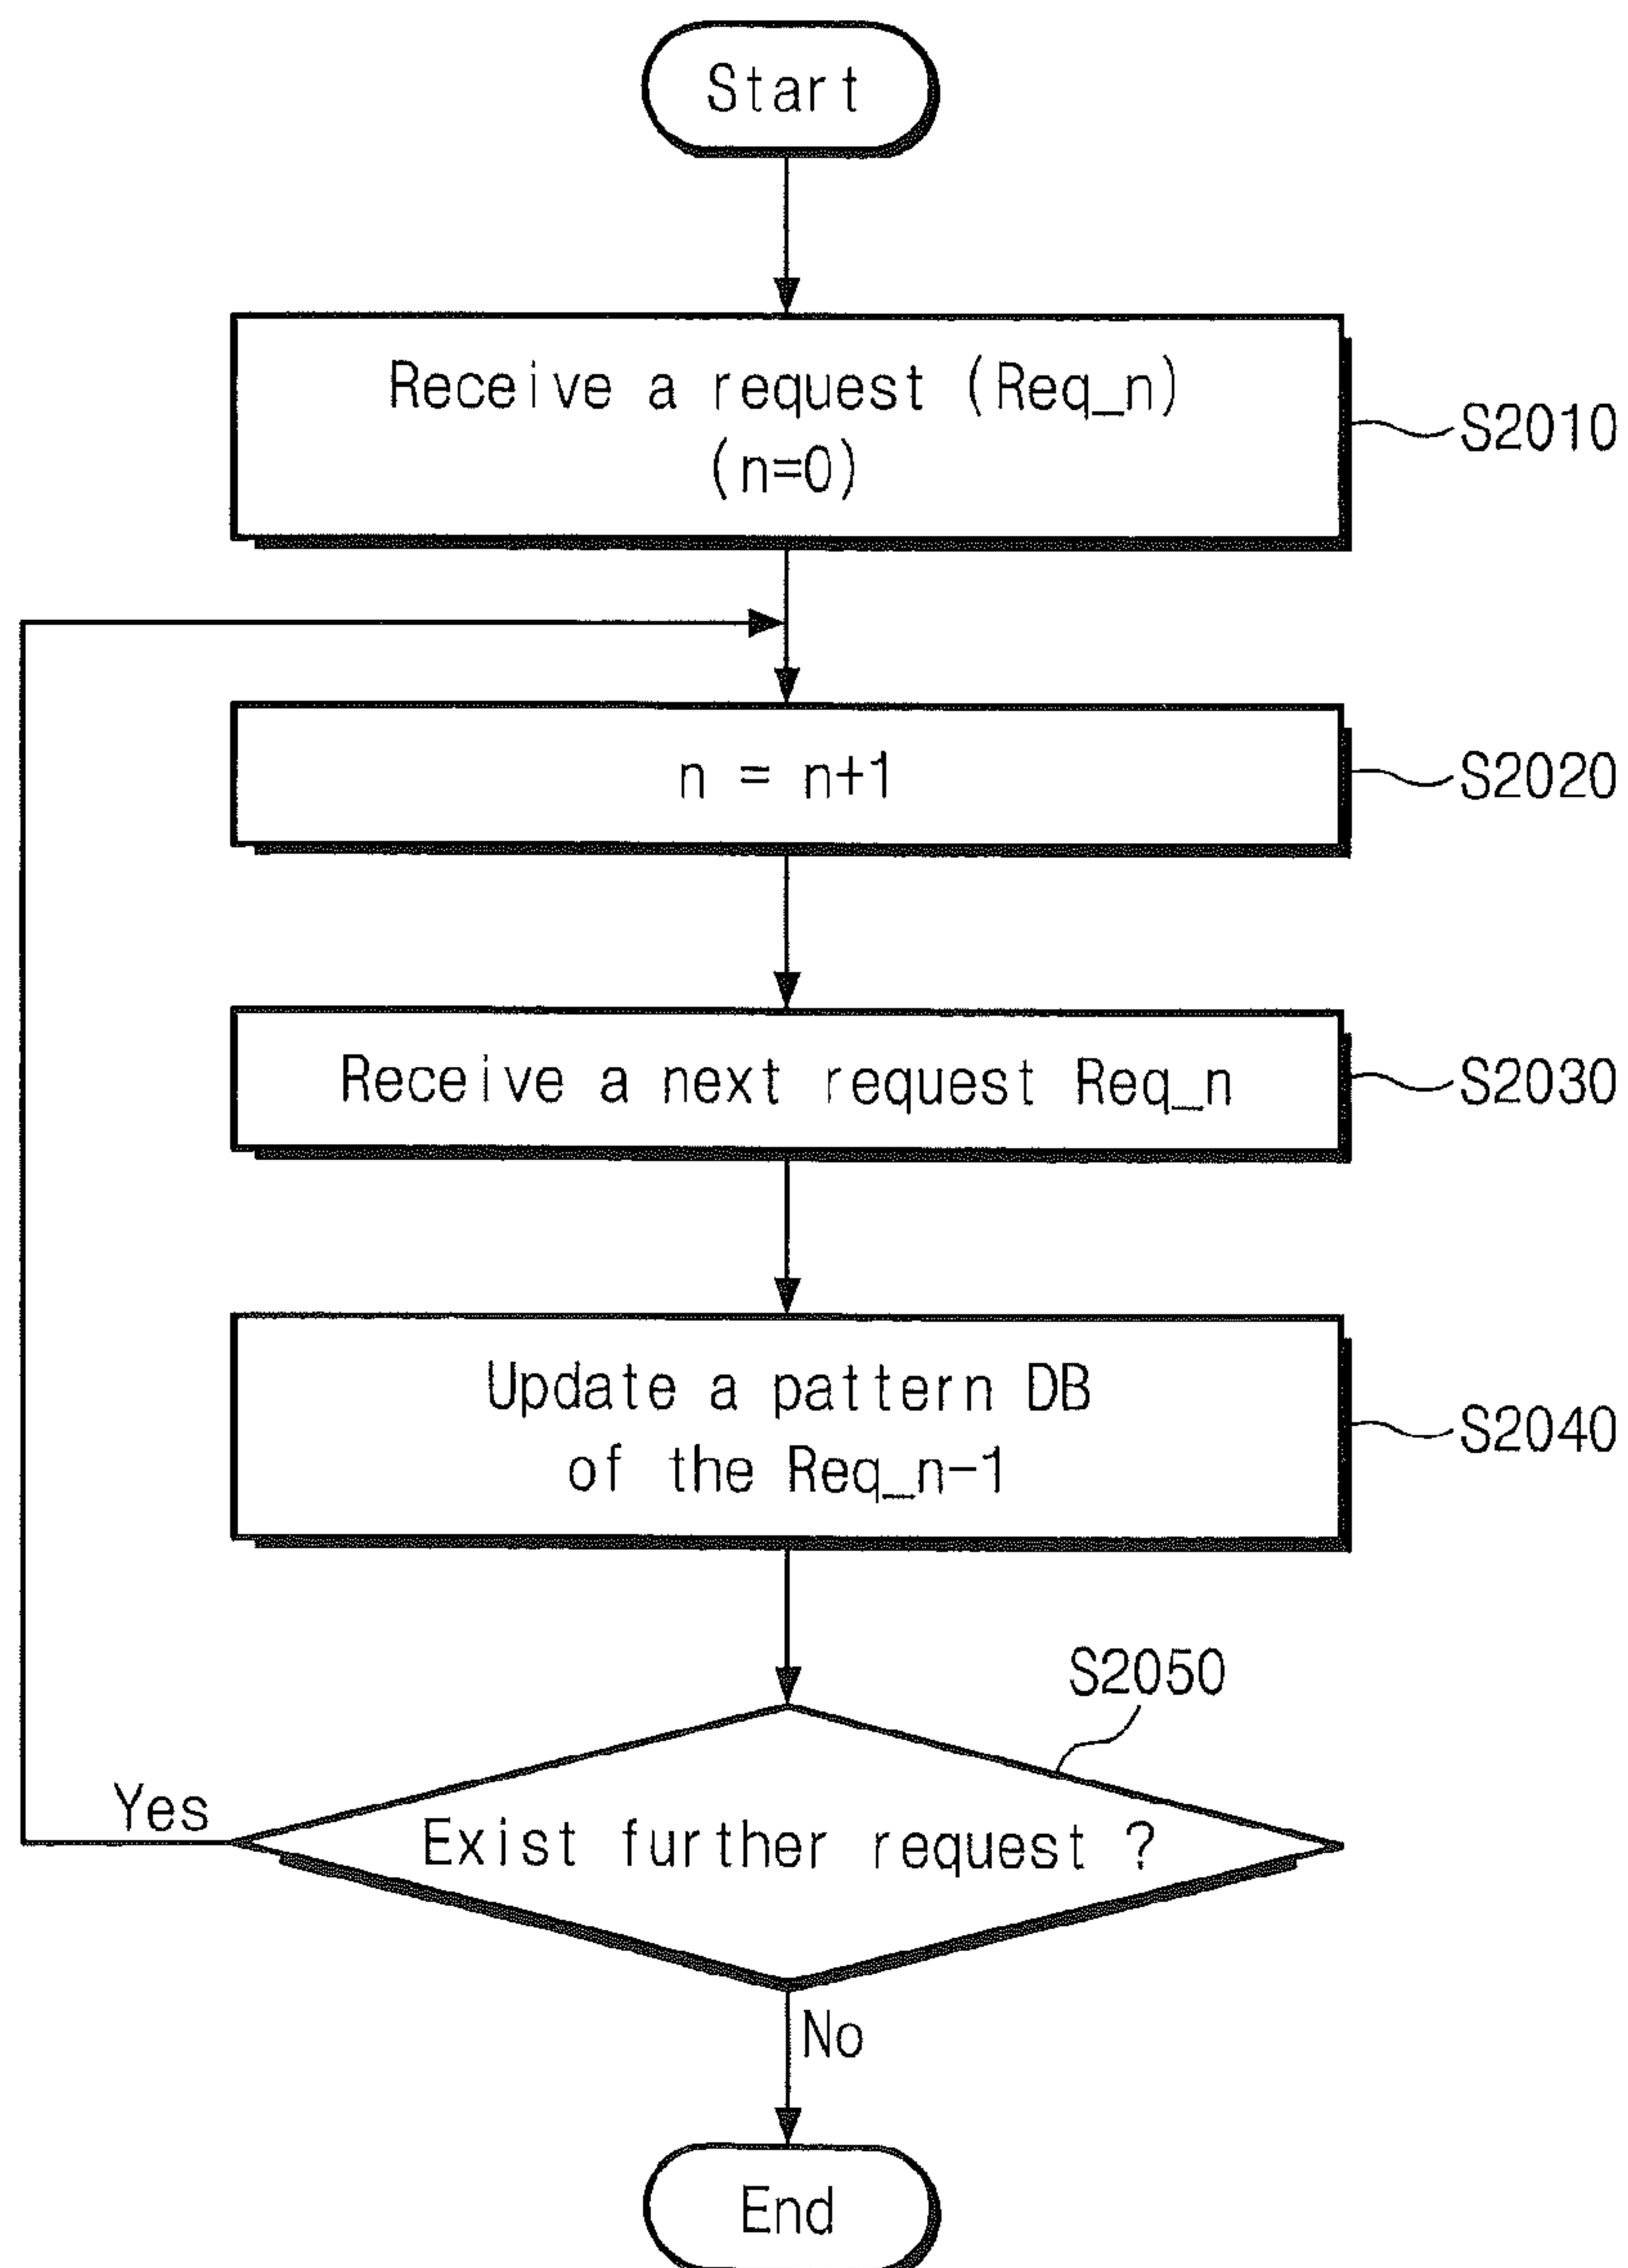 Start
Receive a request (Req_n)
(n=0)
S2010
n = n+1
S2020
Receive a next request Req_n
S2030
Update a pattern DB
of the Req_n-1
S2040
S2050
Yes
Exist further request ?
No
End